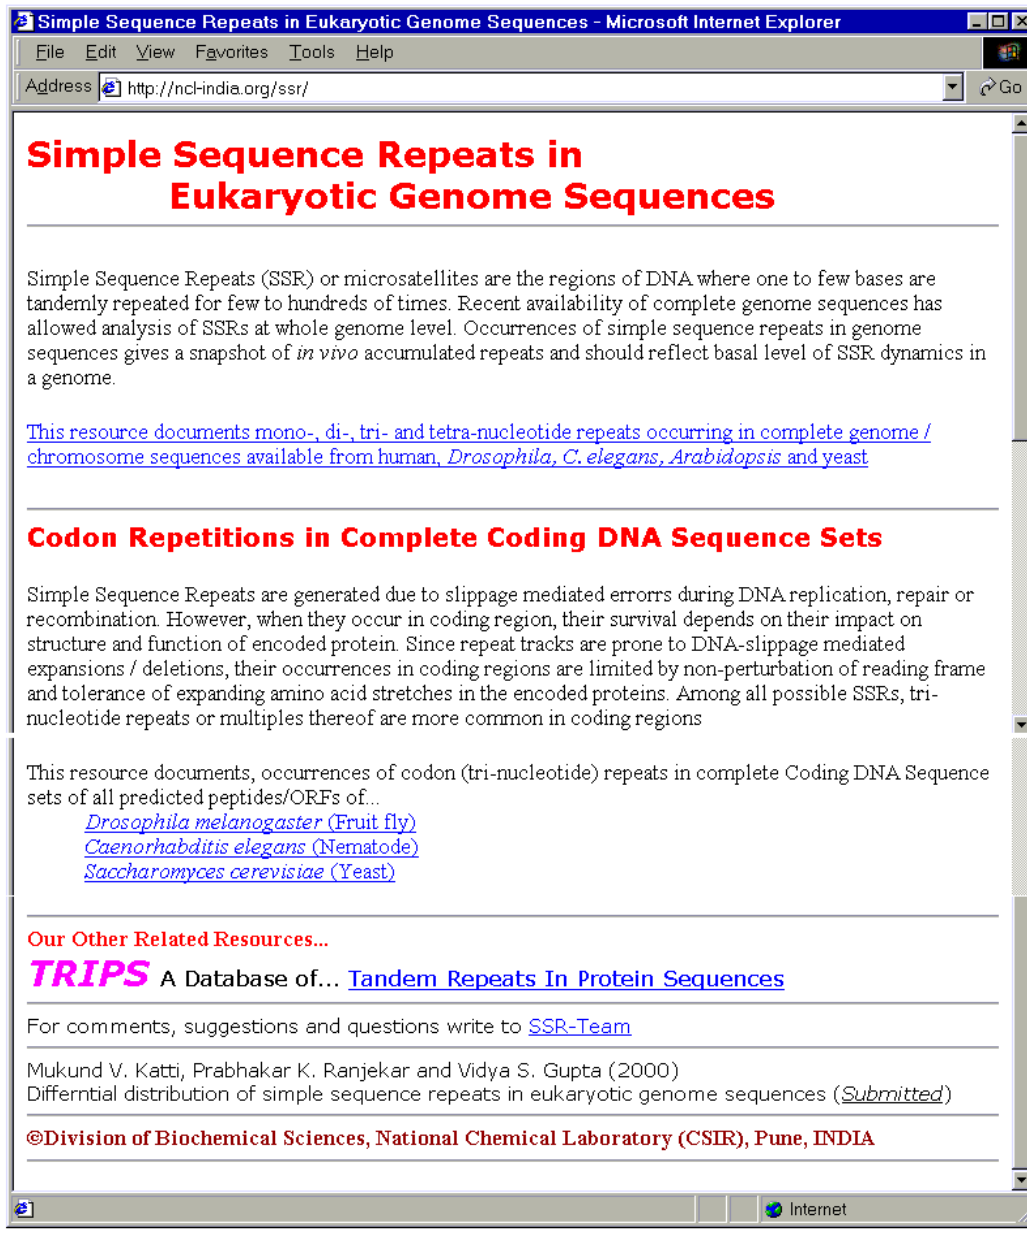 Simple Sequence Repeats in Eukaryotic Genome Sequences - Microsoft Internet Explorer
File Edit View Favorites Tools Help
Address http://ncl-india.org/ssr/ Go
Simple Sequence Repeats in
Eukaryotic Genome Sequences
Simple Sequence Repeats (SSR) or microsatellites are the regions of DNA where one to few bases are
tandemly repeated for few to hundreds of times. Recent availability of complete genome sequences has
allowed analysis of SSRs at whole genome level. Occurrences of simple sequence repeats in genome
sequences gives a snapshot of in vivo accumulated repeats and should reflect basal level of SSR dynamics in
a genome.
This resource documents mono-, di-, tri- and tetra-nucleotide repeats occurring in complete genome /
chromosome sequences available from human, Drosophila, C. elegans, Arabidopsis and yeast
Codon Repetitions in Complete Coding DNA Sequence Sets
Simple Sequence Repeats are generated due to slippage mediated errorrs during DNA replication, repair or
recombination. However, when they occur in coding region, their survival depends on their impact on
structure and function of encoded protein. Since repeat tracks are prone to DNA-slippage mediated
expansions / deletions, their occurrences in coding regions are limited by non-perturbation of reading frame
and tolerance of expanding amino acid stretches in the encoded proteins. Among all possible SSRs, tri-
nucleotide repeats or multiples thereof are more common in coding regions
This resource documents, occurrences of codon (tri-nucleotide) repeats in complete Coding DNA Sequence
sets of all predicted peptides/ORFs of...
Drosophila melanogaster (Fruit fly)
Caenorhabditis elegans (Nematode)
Saccharomyces cerevisiae (Yeast)
Our Other Related Resources...
TRIPS A Database of... Tandem Repeats In Protein Sequences
For comments, suggestions and questions write to SSR-Team
Mukund V. Katti, Prabhakar K. Ranjekar and Vidya S. Gupta (2000)
Differntial distribution of simple sequence repeats in eukaryotic genome sequences (Submitted)
©Division of Biochemical Sciences, National Chemical Laboratory (CSIR), Pune, INDIA
Internet